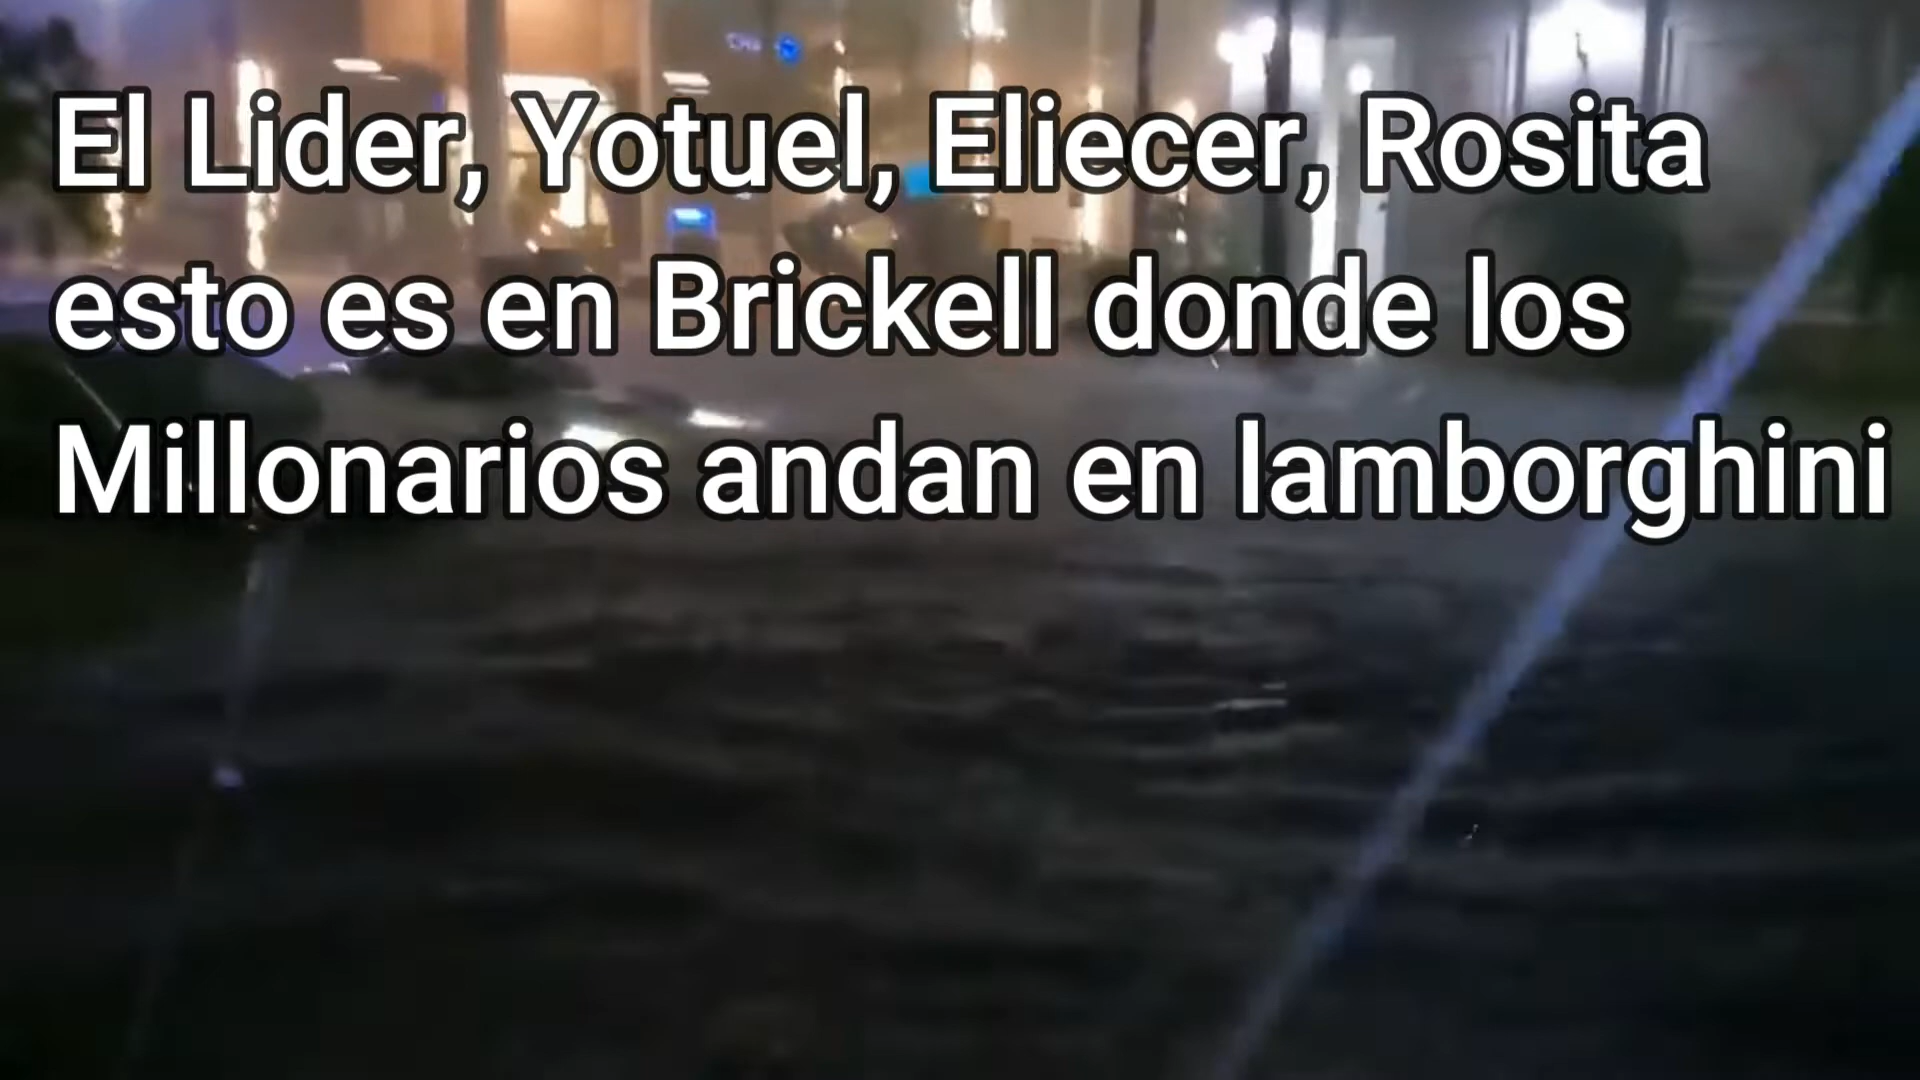 El Lider, Yotuel, Eliecer, Rosita
esto es en Brickell donde los
Millonarios andan en lamborghini